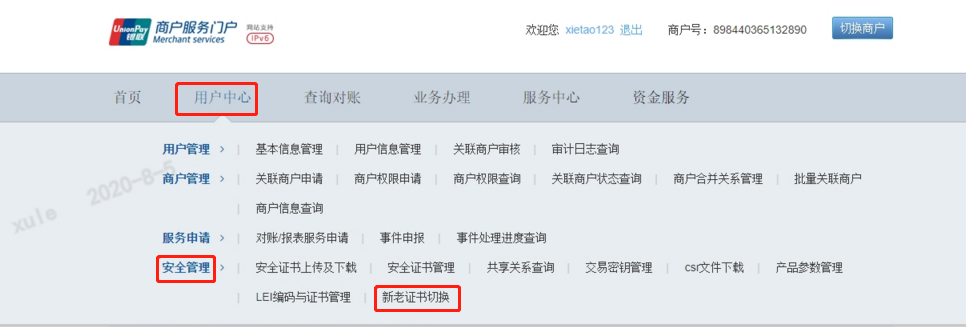 UnionPay 银联 商户服务门户 Merchant services 网站支持 IPv6 欢迎您 xietao123 退出 商户号：898440365132890 切换商户
首页 用户中心 查询对账 业务办理 服务中心 资金服务
用户管理 › | 基本信息管理 | 用户信息管理 | 关联商户审核 | 审计日志查询
商户管理 › | 关联商户申请 | 商户权限申请 | 商户权限查询 | 关联商户状态查询 | 商户合并关系管理 | 批量关联商户
| 商户信息查询
服务申请 › | 对账/报表服务申请 | 事件申报 | 事件处理进度查询
安全管理 › | 安全证书上传及下载 | 安全证书管理 | 共享关系查询 | 交易密钥管理 | csr文件下载 | 产品参数管理
| LEI编码与证书管理 | 新老证书切换
xule 2020-8-5